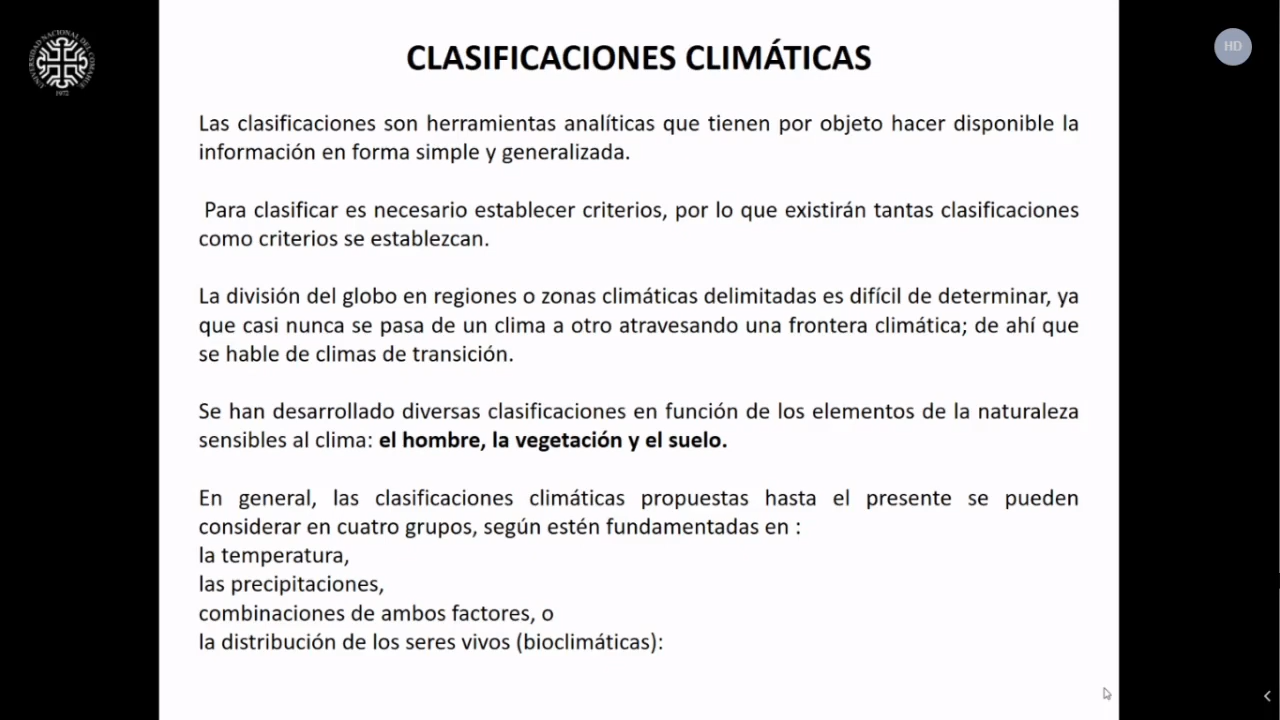 UNIVERSIDAD NACIONAL DEL COMAHUE
1972
HD
CLASIFICACIONES CLIMÁTICAS
Las clasificaciones son herramientas analíticas que tienen por objeto hacer disponible la
información en forma simple y generalizada.
Para clasificar es necesario establecer criterios, por lo que existirán tantas clasificaciones
como criterios se establezcan.
La división del globo en regiones o zonas climáticas delimitadas es difícil de determinar, ya
que casi nunca se pasa de un clima a otro atravesando una frontera climática; de ahí que
se hable de climas de transición.
Se han desarrollado diversas clasificaciones en función de los elementos de la naturaleza
sensibles al clima: el hombre, la vegetación y el suelo.
En general, las clasificaciones climáticas propuestas hasta el presente se pueden
considerar en cuatro grupos, según estén fundamentadas en :
la temperatura,
las precipitaciones,
combinaciones de ambos factores, o
la distribución de los seres vivos (bioclimáticas):